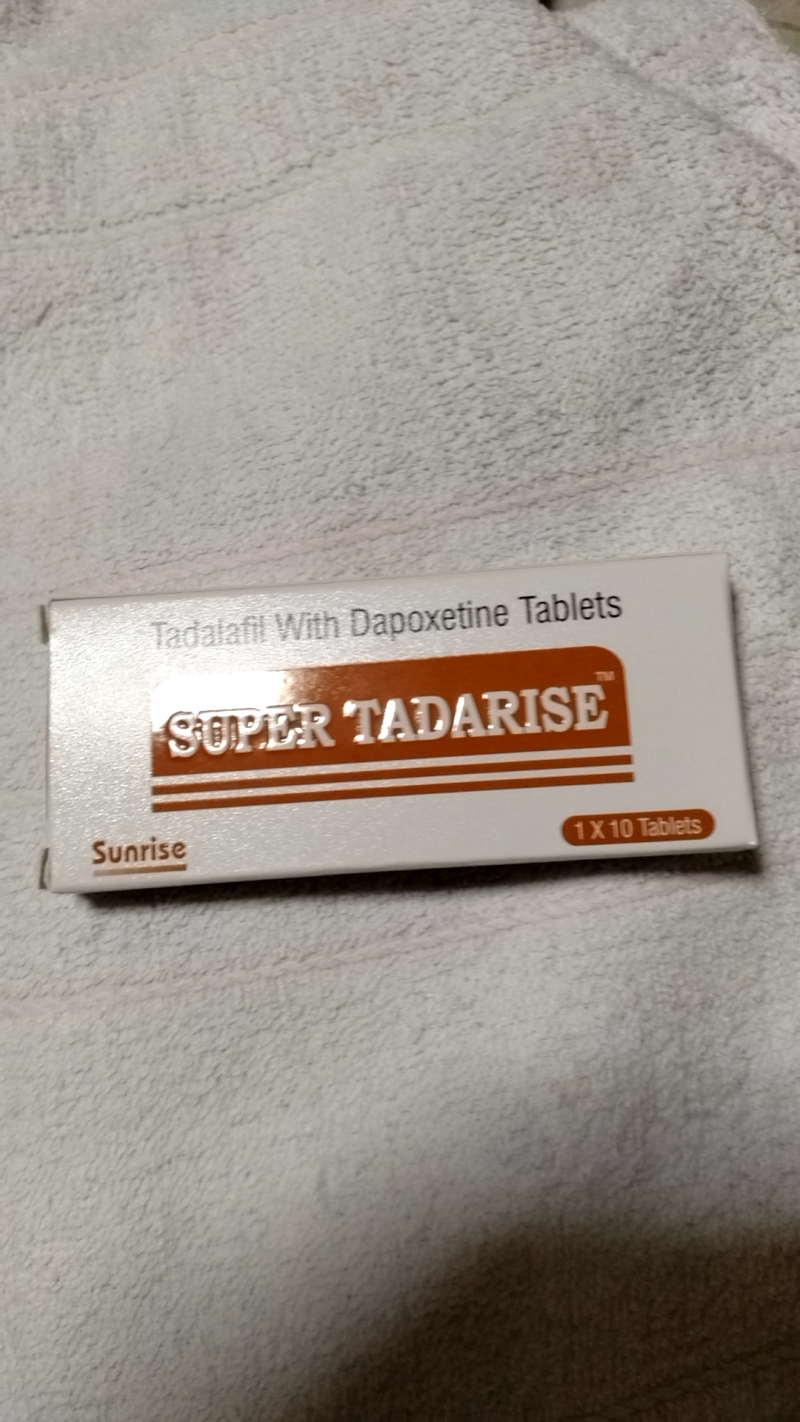 Tadalafil With Dapoxetine Tablets
SUPER TADARISE™
1 X 10 Tablets
Sunrise